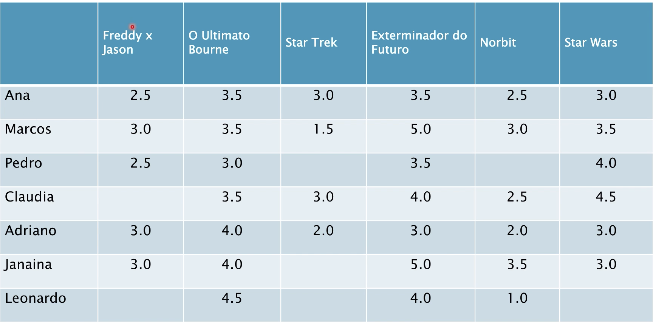 Freddy x Jason O Ultimato Bourne Star Trek Exterminador do Futuro Norbit Star Wars
Ana 2.5 3.5 3.0 3.5 2.5 3.0
Marcos 3.0 3.5 1.5 5.0 3.0 3.5
Pedro 2.5 3.0 3.5 4.0
Claudia 3.5 3.0 4.0 2.5 4.5
Adriano 3.0 4.0 2.0 3.0 2.0 3.0
Janaina 3.0 4.0 5.0 3.5 3.0
Leonardo 4.5 4.0 1.0